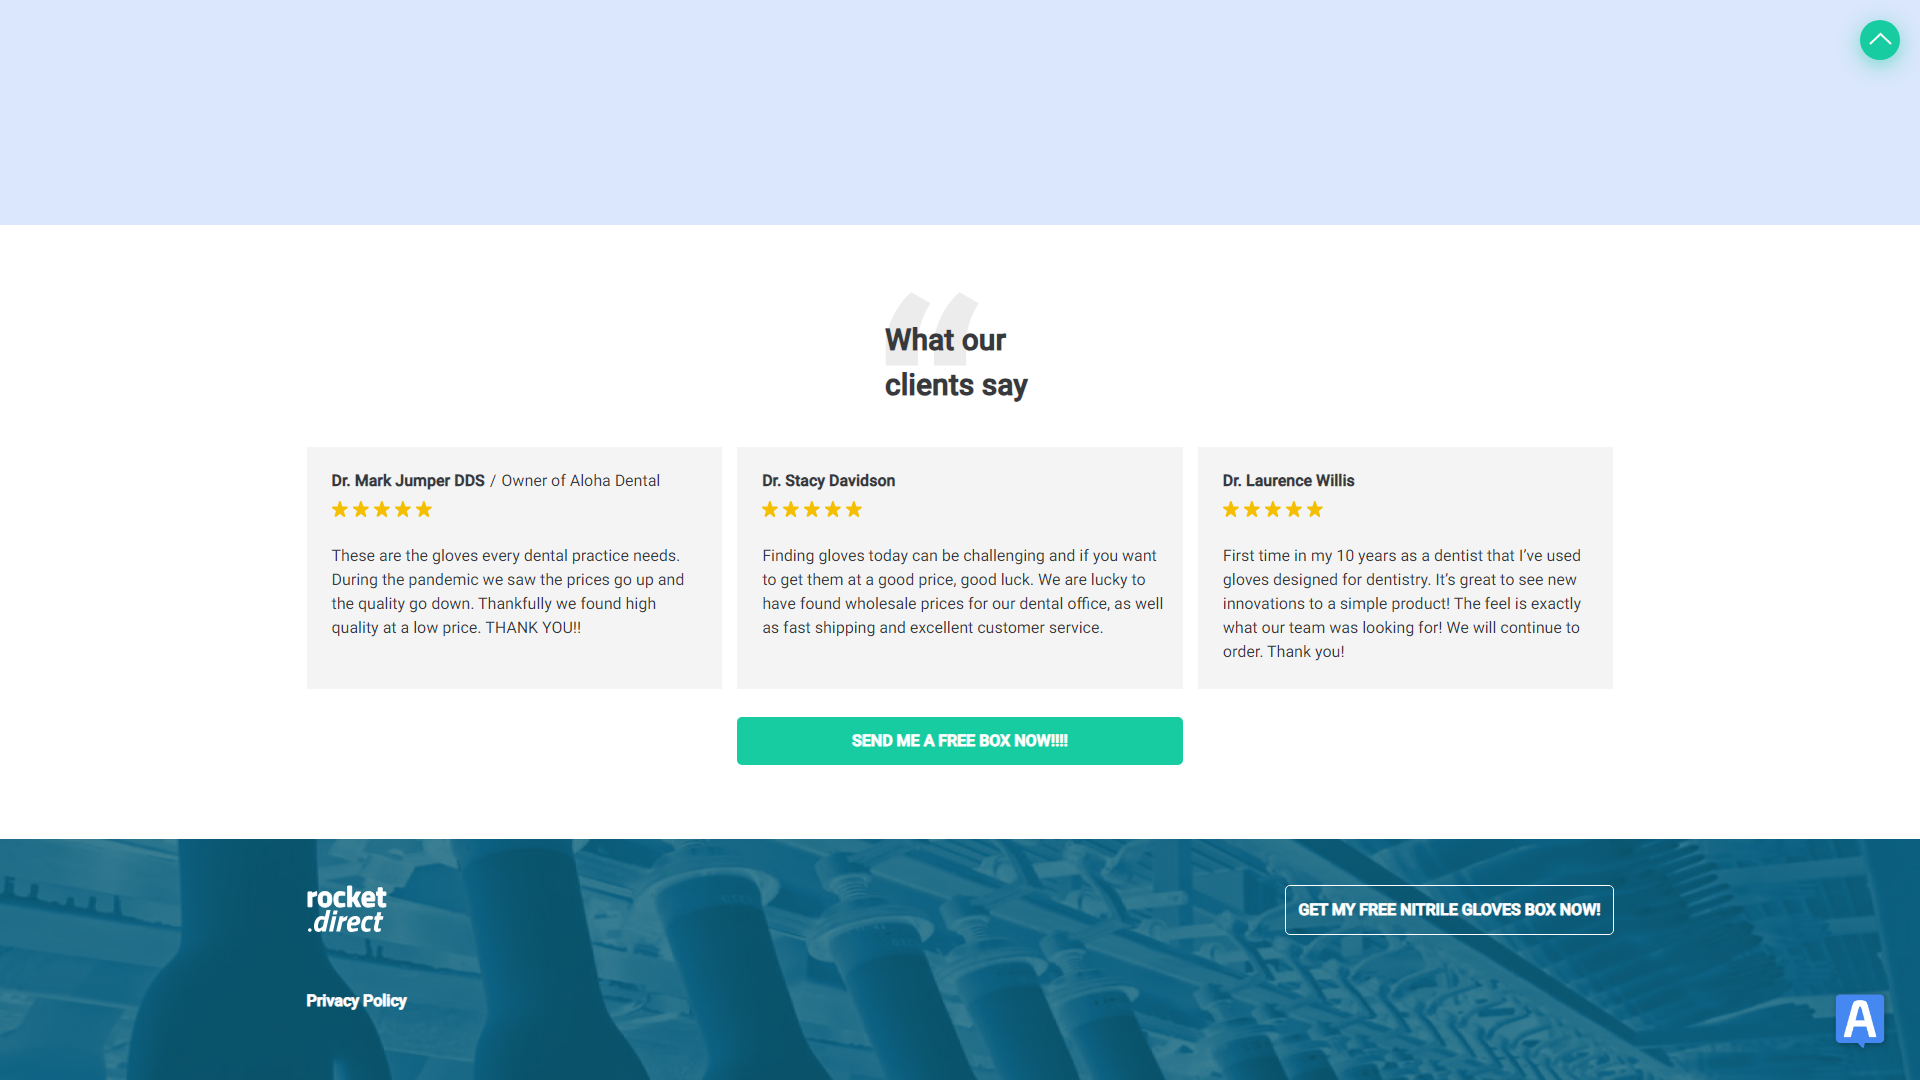 “
What our
clients say
Dr. Mark Jumper DDS / Owner of Aloha Dental
These are the gloves every dental practice needs.
During the pandemic we saw the prices go up and
the quality go down. Thankfully we found high
quality at a low price. THANK YOU!!
Dr. Stacy Davidson
Finding gloves today can be challenging and if you want
to get them at a good price, good luck. We are lucky to
have found wholesale prices for our dental office, as well
as fast shipping and excellent customer service.
Dr. Laurence Willis
First time in my 10 years as a dentist that I’ve used
gloves designed for dentistry. It’s great to see new
innovations to a simple product! The feel is exactly
what our team was looking for! We will continue to
order. Thank you!
SEND ME A FREE BOX NOW!!!!
rocket
.direct
GET MY FREE NITRILE GLOVES BOX NOW!
Privacy Policy
A